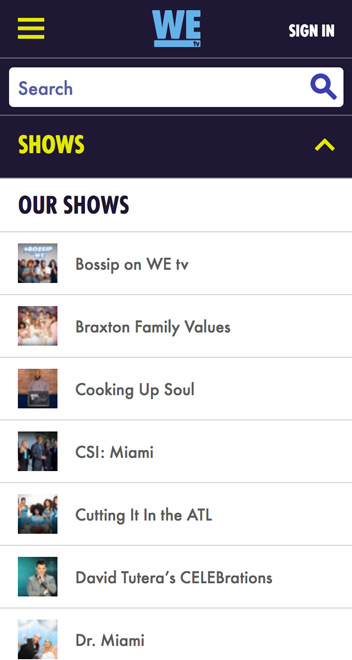 WE
tv
SIGN IN
Search
SHOWS
OUR SHOWS
Bossip on WE tv
Braxton Family Values
Cooking Up Soul
CSI: Miami
Cutting It In the ATL
David Tutera's CELEBrations
Dr. Miami